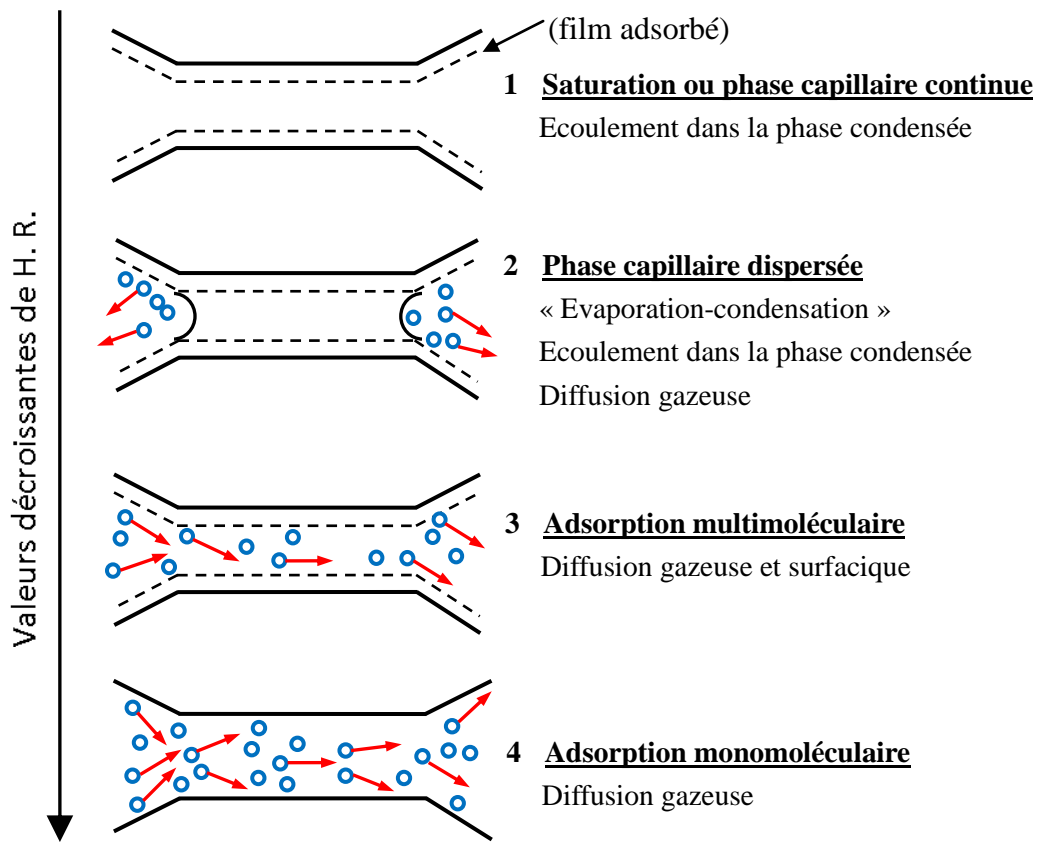 (film adsorbé)
1 Saturation ou phase capillaire continue
Ecoulement dans la phase condensée
2 Phase capillaire dispersée
« Evaporation-condensation »
Ecoulement dans la phase condensée
Diffusion gazeuse
3 Adsorption multimoléculaire
Diffusion gazeuse et surfacique
4 Adsorption monomoléculaire
Diffusion gazeuse
Valeurs décroissantes de H. R.